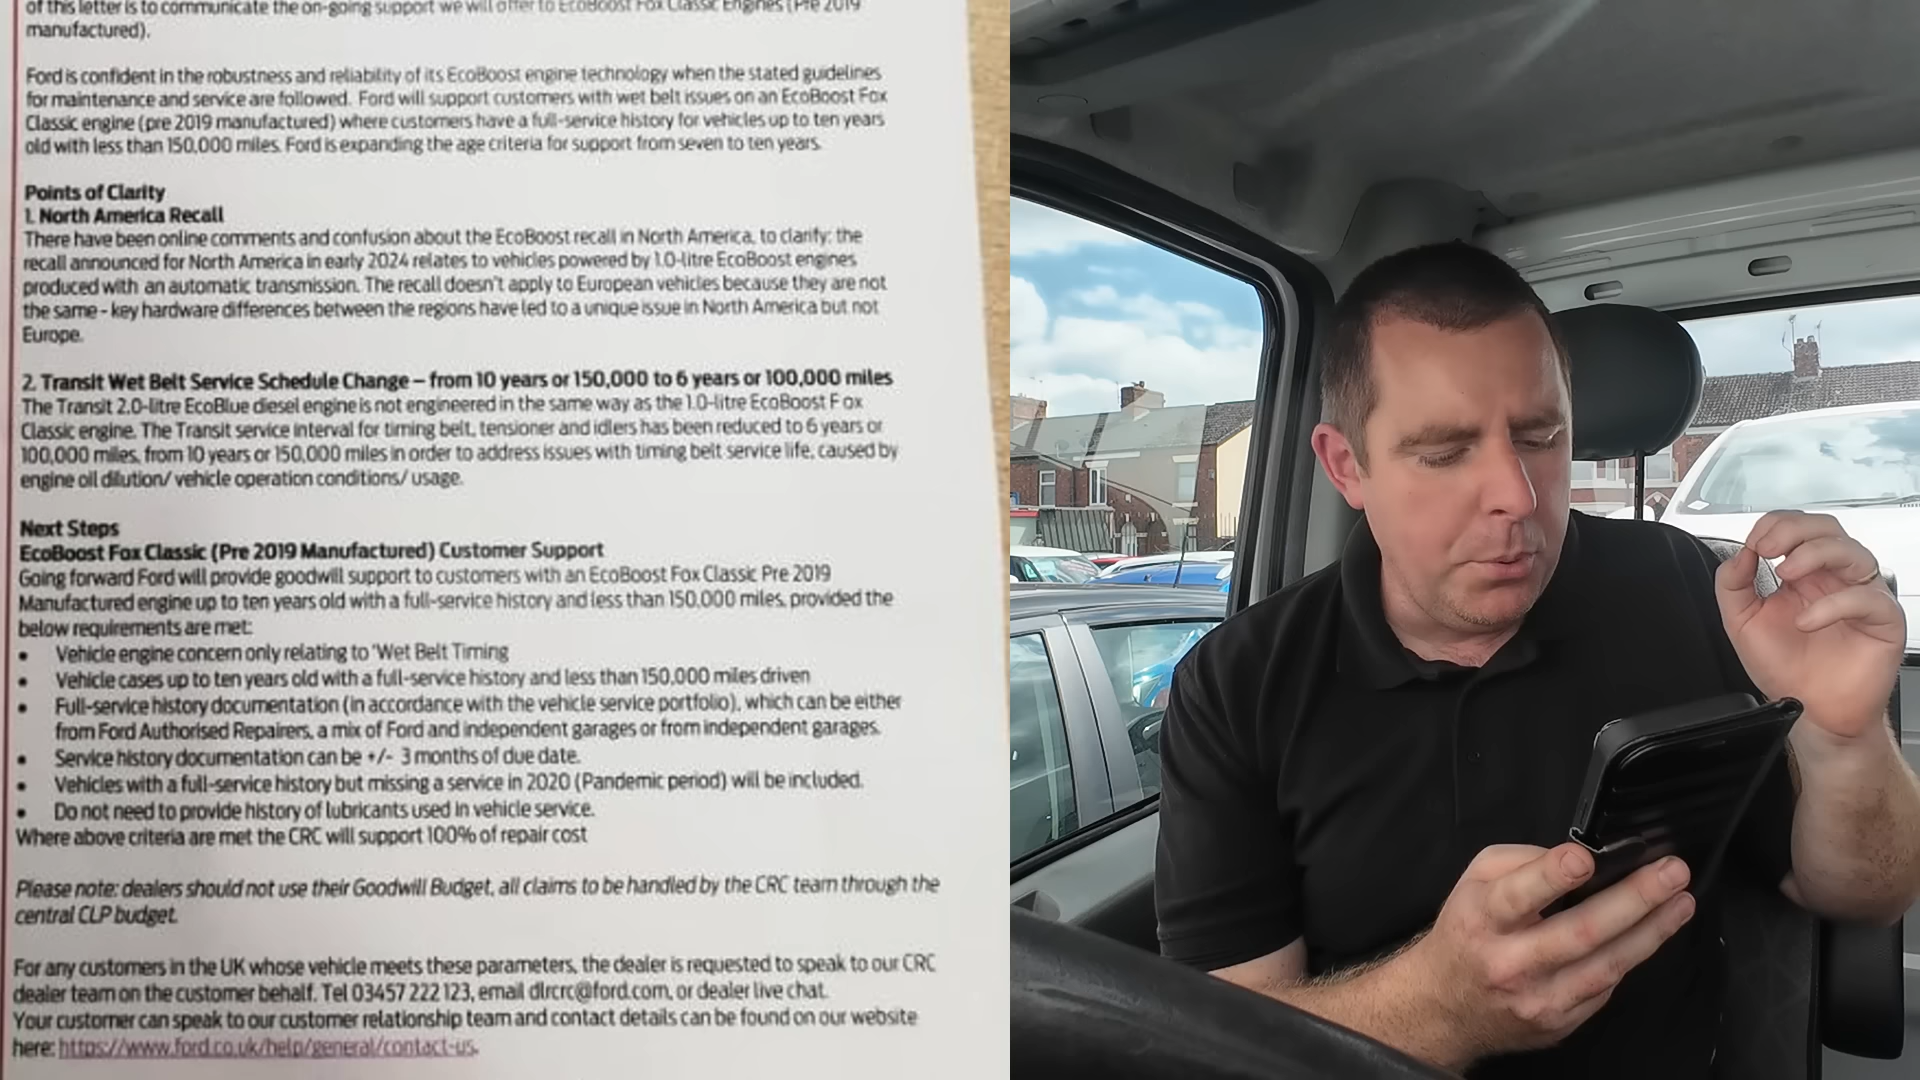 of this letter is to communicate the on-going support we will offer to EcoBoost Fox Classic Engines (Pre 2019
manufactured).
Ford is confident in the robustness and reliability of its EcoBoost engine technology when the stated guidelines
for maintenance and service are followed. Ford will support customers with wet belt issues on an EcoBoost Fox
Classic engine (pre 2019 manufactured) where customers have a full-service history for vehicles up to ten years
old with less than 150,000 miles. Ford is expanding the age criteria for support from seven to ten years.
Points of Clarity
1. North America Recall
There have been online comments and confusion about the EcoBoost recall in North America, to clarify: the
recall announced for North America in early 2024 relates to vehicles powered by 1.0-litre EcoBoost engines
produced with an automatic transmission. The recall doesn't apply to European vehicles because they are not
the same - key hardware differences between the regions have led to a unique issue in North America but not
Europe.
2. Transit Wet Belt Service Schedule Change – from 10 years or 150,000 to 6 years or 100,000 miles
The Transit 2.0-litre EcoBlue diesel engine is not engineered in the same way as the 1.0-litre EcoBoost F ox
Classic engine. The Transit service interval for timing belt, tensioner and idlers has been reduced to 6 years or
100,000 miles, from 10 years or 150,000 miles in order to address issues with timing belt service life, caused by
engine oil dilution/ vehicle operation conditions/ usage.
Next Steps
EcoBoost Fox Classic (Pre 2019 Manufactured) Customer Support
Going forward Ford will provide goodwill support to customers with an EcoBoost Fox Classic Pre 2019
Manufactured engine up to ten years old with a full-service history and less than 150,000 miles, provided the
below requirements are met:
• Vehicle engine concern only relating to 'Wet Belt Timing
• Vehicle cases up to ten years old with a full-service history and less than 150,000 miles driven
• Full-service history documentation (in accordance with the vehicle service portfolio), which can be either
from Ford Authorised Repairers, a mix of Ford and independent garages or from independent garages.
• Service history documentation can be +/- 3 months of due date.
• Vehicles with a full-service history but missing a service in 2020 (Pandemic period) will be included.
• Do not need to provide history of lubricants used in vehicle service.
Where above criteria are met the CRC will support 100% of repair cost
Please note: dealers should not use their Goodwill Budget, all claims to be handled by the CRC team through the
central CLP budget.
For any customers in the UK whose vehicle meets these parameters, the dealer is requested to speak to our CRC
dealer team on the customer behalf. Tel 03457 222 123, email dlrcrc@ford.com, or dealer live chat.
Your customer can speak to our customer relationship team and contact details can be found on our website
here: https://www.ford.co.uk/help/general/contact-us.